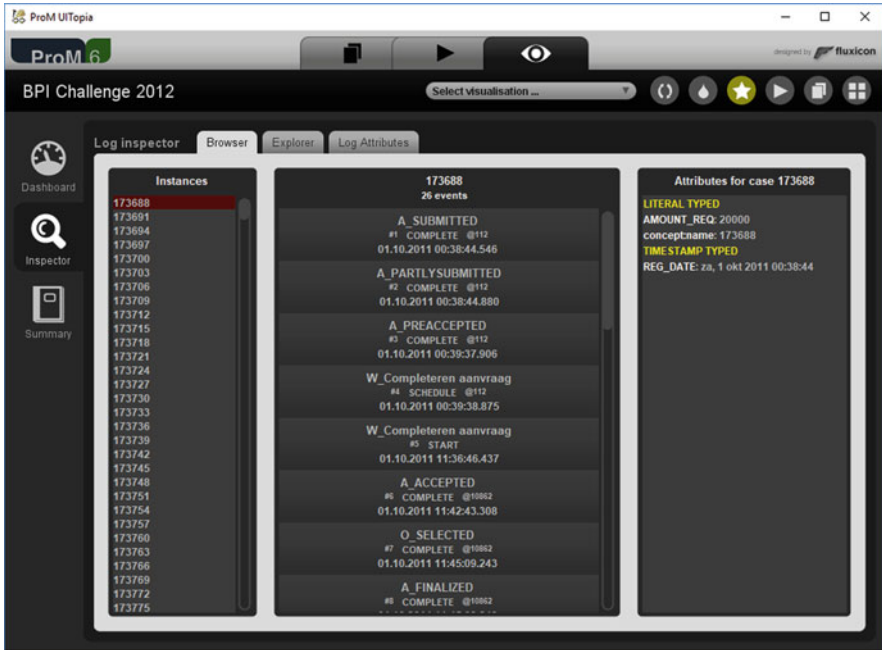 ProM UITopia
ProM 6
designed by fluxicon
BPI Challenge 2012
Select visualisation ...
Log inspector
Browser
Explorer
Log Attributes
Dashboard
Inspector
Summary
Instances
173688
173691
173694
173697
173700
173703
173706
173709
173712
173715
173718
173721
173724
173727
173730
173733
173736
173739
173742
173745
173748
173751
173754
173757
173760
173763
173766
173769
173772
173775
173688
26 events
A_SUBMITTED
#1 COMPLETE @112
01.10.2011 00:38:44.546
A_PARTLYSUBMITTED
#2 COMPLETE @112
01.10.2011 00:38:44.880
A_PREACCEPTED
#3 COMPLETE @112
01.10.2011 00:39:37.906
W_Completeren aanvraag
#4 SCHEDULE @112
01.10.2011 00:39:38.875
W_Completeren aanvraag
#5 START
01.10.2011 11:36:46.437
A_ACCEPTED
#6 COMPLETE @10862
01.10.2011 11:42:43.308
O_SELECTED
#7 COMPLETE @10862
01.10.2011 11:45:09.243
A_FINALIZED
#8 COMPLETE @10862
Attributes for case 173688
LITERAL TYPED
AMOUNT_REQ: 20000
concept:name: 173688
TIMESTAMP TYPED
REG_DATE: za, 1 okt 2011 00:38:44